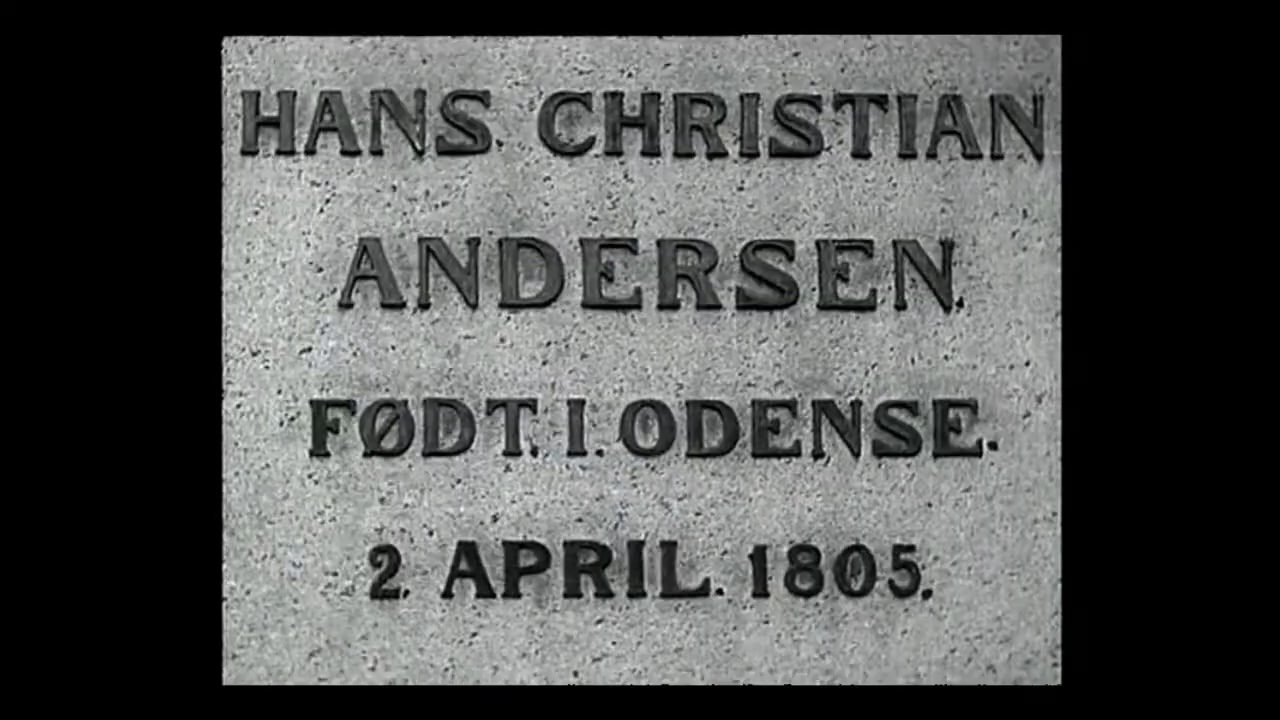 HANS. CHRISTIAN
ANDERSEN.
FØDT. I. ODENSE.
2. APRIL. 1805.